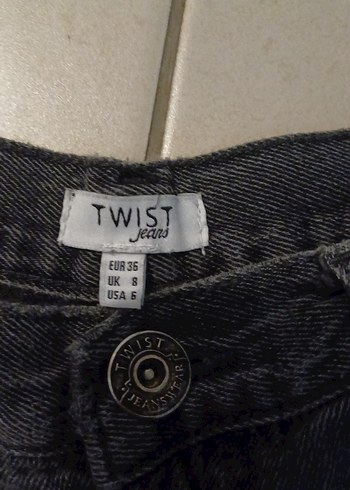 TWIST
jeans
EUR 36
UK 8
USA 6
TWIST
JEANSWEAR